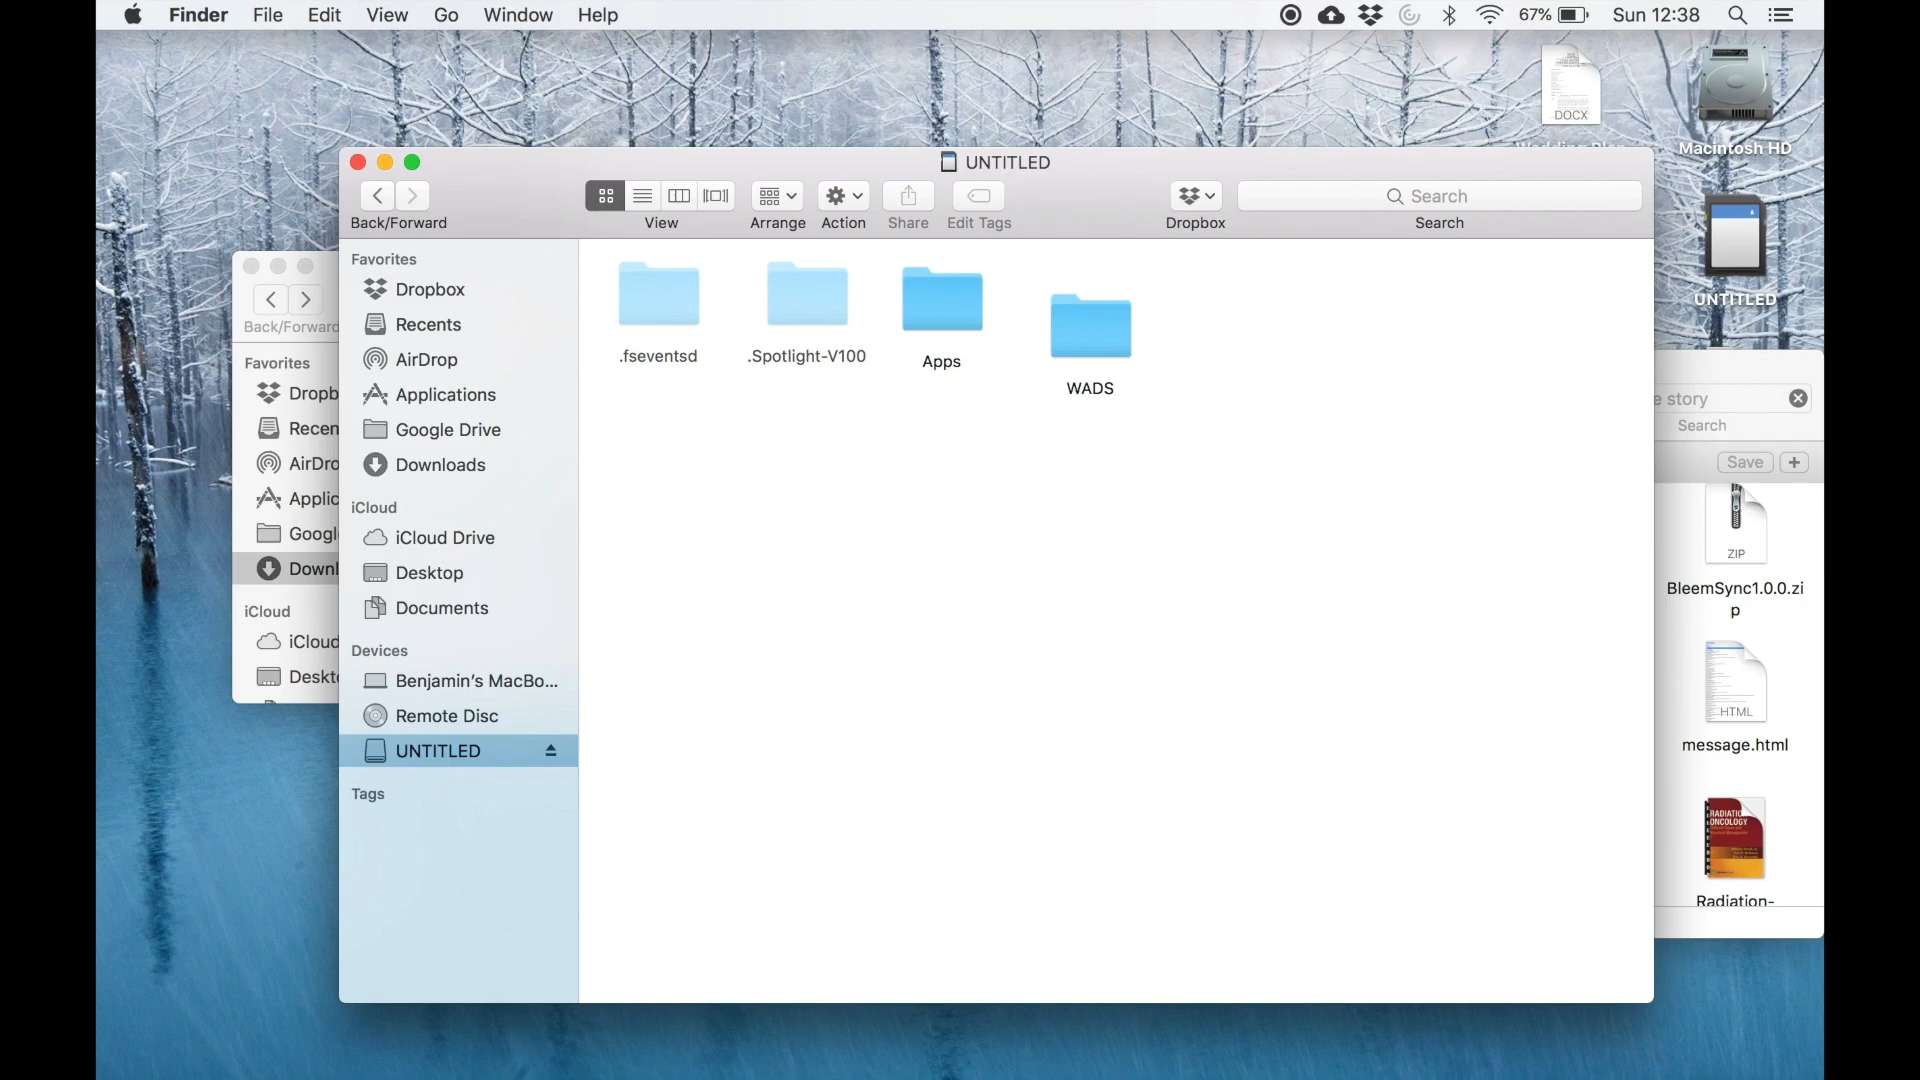 Finder File Edit View Go Window Help
67% Sun 12:38
DOCX
Macintosh HD
UNTITLED
UNTITLED
Search
Back/Forward View Arrange Action Share Edit Tags Dropbox Search
Favorites
Dropbox
Recents
AirDrop
Applications
Google Drive
Downloads
iCloud
iCloud Drive
Desktop
Documents
Devices
Benjamin's MacBo...
Remote Disc
UNTITLED
Tags
.fseventsd
.Spotlight-V100
Apps
WADS
Back/Forward
Favorites
Dropb
Recen
AirDro
Applic
Googl
Downl
iCloud
iCloud
Deskt
e story
Search
Save
ZIP
BleemSync1.0.0.zi
p
HTML
message.html
ONCOLOGY
Radiation-